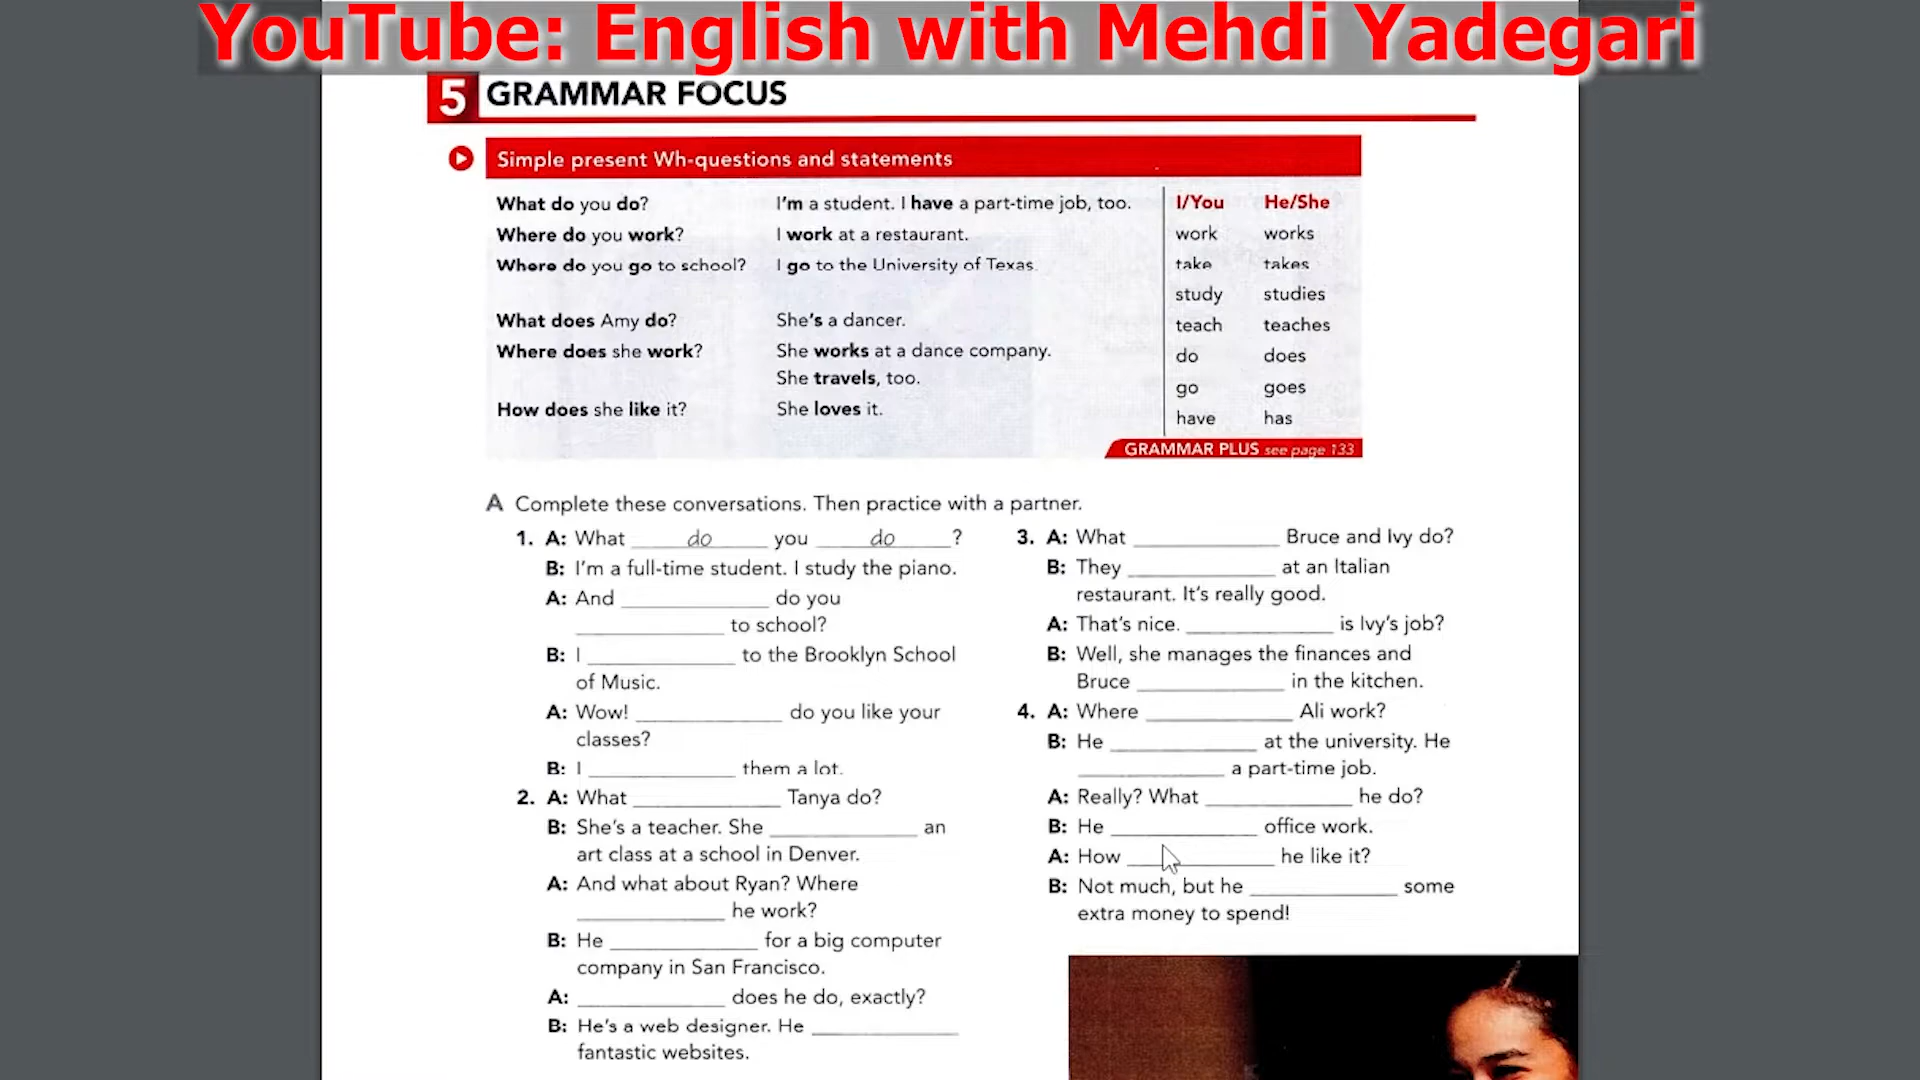 YouTube: English with Mehdi Yadegari
5 GRAMMAR FOCUS
Simple present Wh-questions and statements
What do you do? I'm a student. I have a part-time job, too.
Where do you work? I work at a restaurant.
Where do you go to school? I go to the University of Texas.
What does Amy do? She's a dancer.
Where does she work? She works at a dance company.
She travels, too.
How does she like it? She loves it.
I/You He/She
work works
take takes
study studies
teach teaches
do does
go goes
have has
GRAMMAR PLUS see page 133
A Complete these conversations. Then practice with a partner.
1. A: What do you do ?
B: I'm a full-time student. I study the piano.
A: And ____ do you
____ to school?
B: I ____ to the Brooklyn School
of Music.
A: Wow! ____ do you like your
classes?
B: I ____ them a lot.
2. A: What ____ Tanya do?
B: She's a teacher. She ____ an
art class at a school in Denver.
A: And what about Ryan? Where
____ he work?
B: He ____ for a big computer
company in San Francisco.
A: ____ does he do, exactly?
B: He's a web designer. He ____
fantastic websites.
3. A: What ____ Bruce and Ivy do?
B: They ____ at an Italian
restaurant. It's really good.
A: That's nice. ____ is Ivy's job?
B: Well, she manages the finances and
Bruce ____ in the kitchen.
4. A: Where ____ Ali work?
B: He ____ at the university. He
____ a part-time job.
A: Really? What ____ he do?
B: He ____ office work.
A: How ____ he like it?
B: Not much, but he ____ some
extra money to spend!